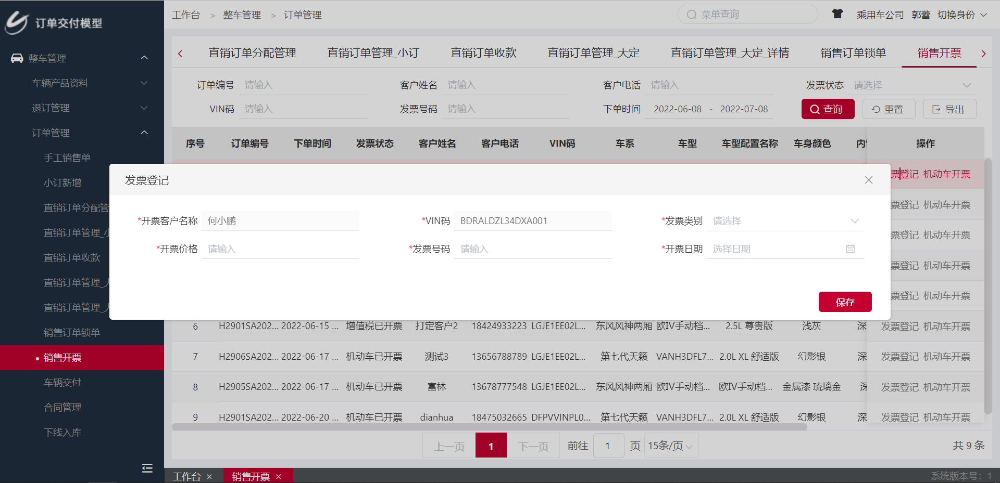 订单交付模型
工作台 > 整车管理 > 订单管理
菜单查询
乘用车公司 郭蕾 切换身份
整车管理
车辆产品资料
退订管理
订单管理
手工销售单
小订新增
直销订单分配管
直销订单管理_小
直销订单收款
直销订单管理_大
直销订单管理_大
销售订单锁单
销售开票
车辆交付
合同管理
下线入库
直销订单分配管理 直销订单管理_小订 直销订单收款 直销订单管理_大定 直销订单管理_大定_详情 销售订单锁单 销售开票
订单编号 请输入 客户姓名 请输入 客户电话 请输入 发票状态 请选择
VIN码 请输入 发票号码 请输入 下单时间 2022-06-08 - 2022-07-08 查询 重置 导出
序号 订单编号 下单时间 发票状态 客户姓名 客户电话 VIN码 车系 车型 车型配置名称 车身颜色 内 操作
票登记 机动车开票
票登记 机动车开票
票登记 机动车开票
票登记 机动车开票
票登记 机动车开票
发票登记
*开票客户名称 何小鹏 *VIN码 BDRALDZL34DXA001 *发票类别 请选择
*开票价格 请输入 *发票号码 请输入 *开票日期 选择日期
保存
6 H2901SA202... 2022-06-15 ... 增值税已开票 打定客户2 18424933223 LGJE1EE02L... 东风风神两厢 欧IV手动档... 2.5L 尊贵版 浅灰 深 发票登记 机动车开票
7 H2906SA202... 2022-06-17 ... 机动车已开票 测试3 13656788789 LGJE1EE02L... 第七代天籁 VANH3DFL7... 2.0L XL 舒适版 幻影银 深 发票登记 机动车开票
8 H2905SA202... 2022-06-17 ... 机动车已开票 富林 13678777548 LGJE1EE02L... 东风风神两厢 欧IV手动档... 欧IV手动档... 金属漆 琉璃金 深 发票登记 机动车开票
9 H2901SA202... 2022-06-20 ... 机动车已开票 dianhua 18475032665 DFPVVINPL0... 第七代天籁 VANH3DFL7... 2.0L XL 舒适版 幻影银 深 发票登记 机动车开票
上一页 1 下一页 前往 1 页 15条/页 共 9 条
工作台 × 销售开票 × 系统版本号：1